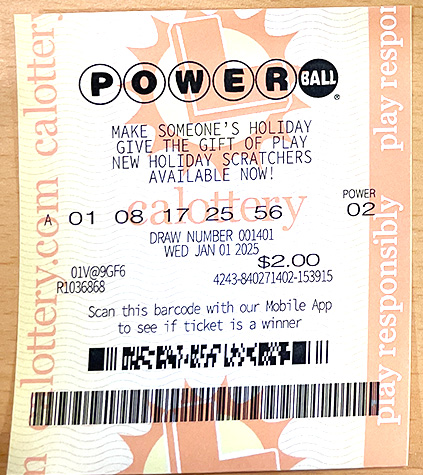 POWERBALL
MAKE SOMEONE'S HOLIDAY
GIVE THE GIFT OF PLAY
NEW HOLIDAY SCRATCHERS
AVAILABLE NOW!
calottery
POWER
A 01 08 17 25 56 02
DRAW NUMBER 001401
WED JAN 01 2025
$2.00
01V@9GF6
R1036868 4243-840271402-153915
Scan this barcode with our Mobile App
to see if ticket is a winner
calottery.com calottery
play responsibly play respon